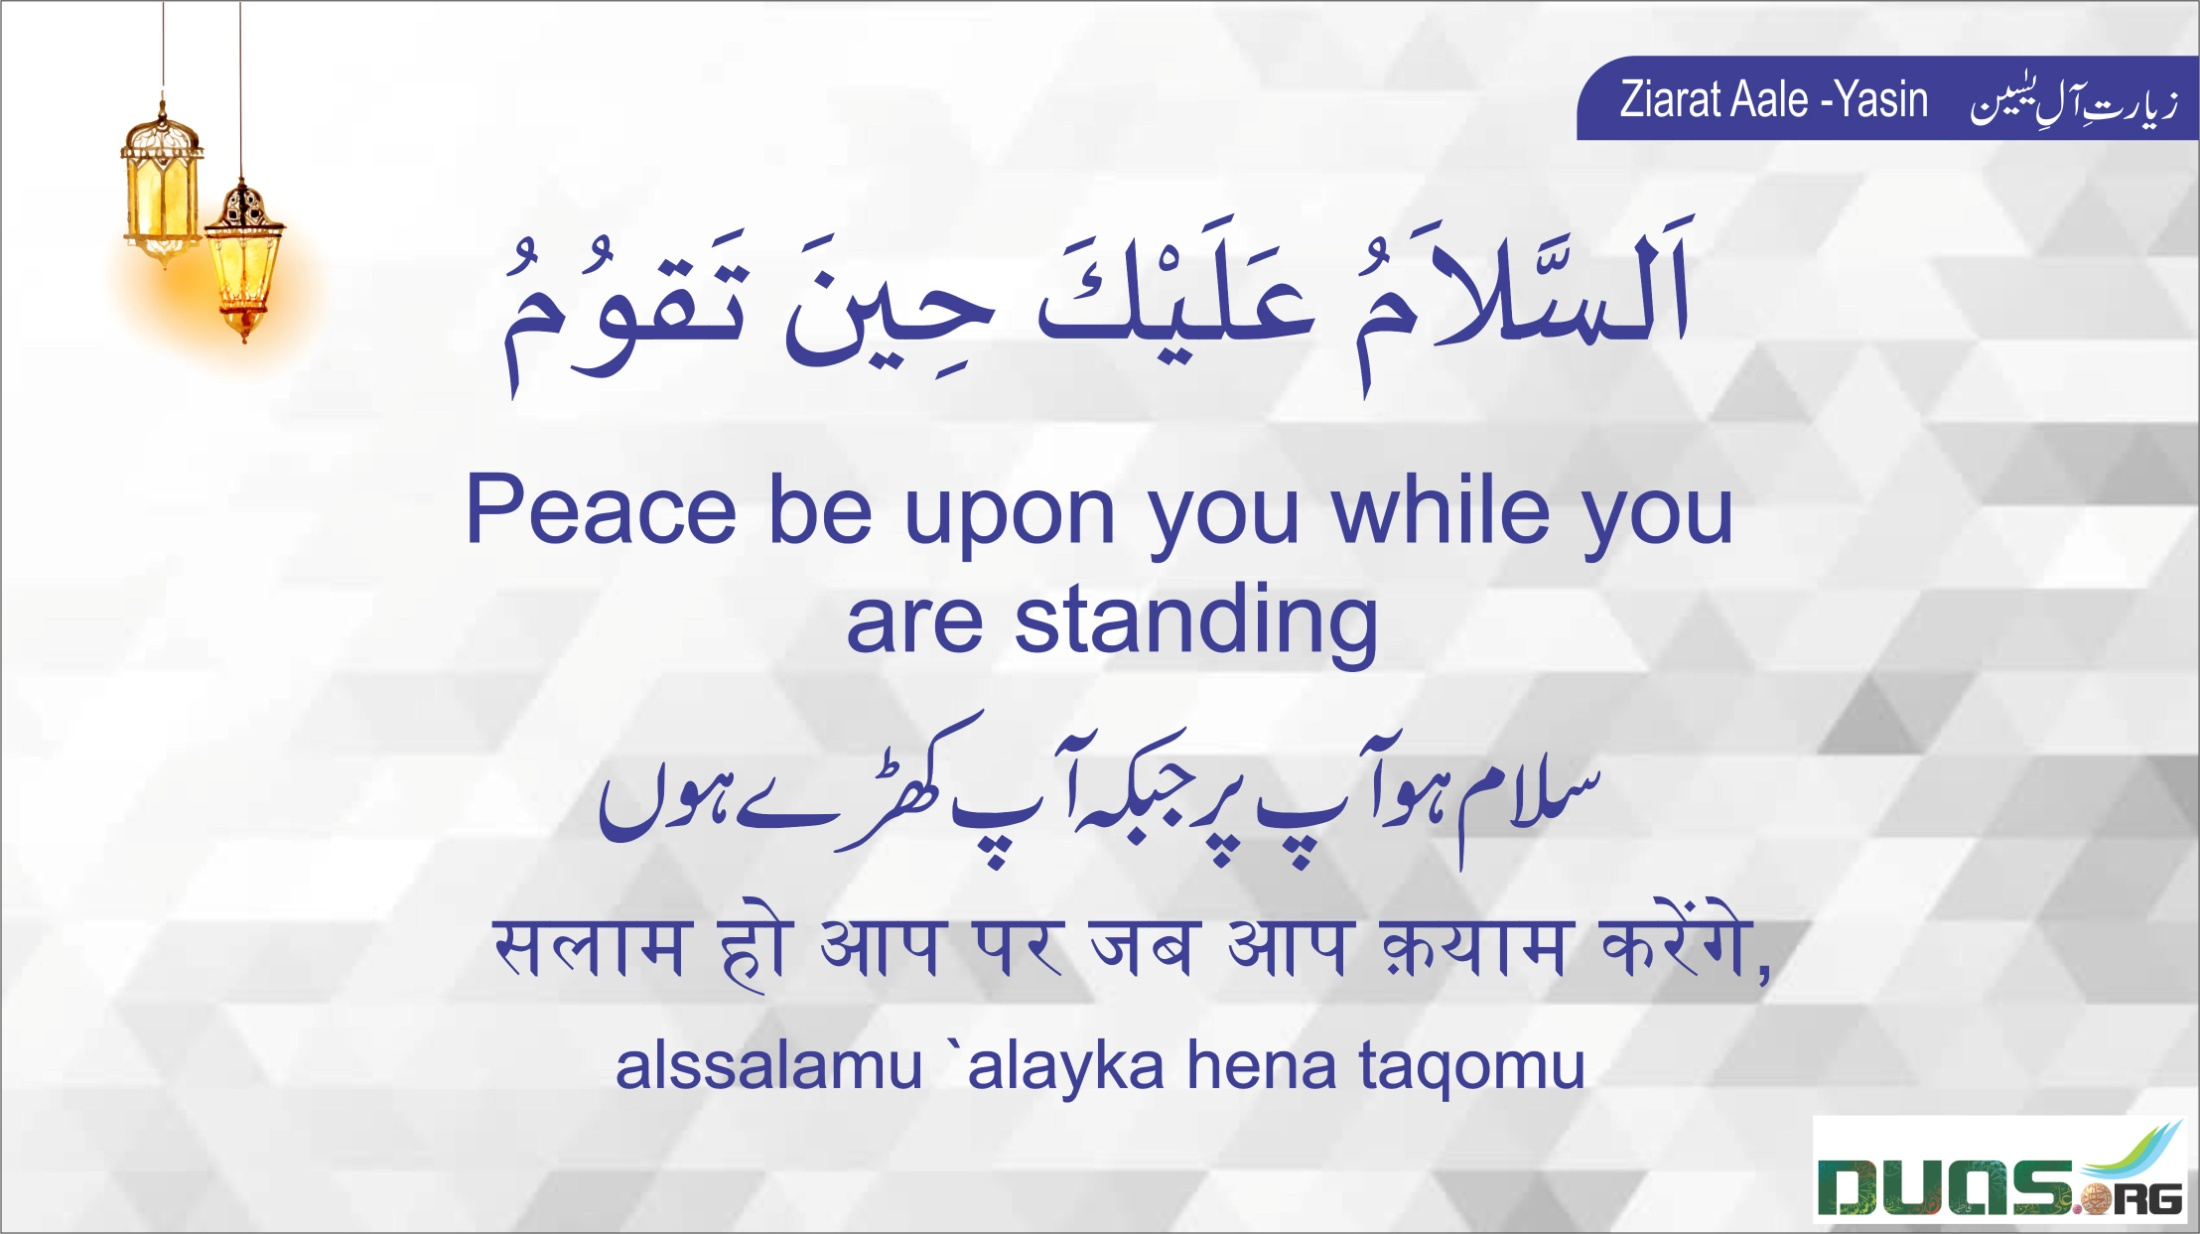 Ziarat Aale -Yasin زیارتِ آلِ یٰسین
اَلسَّلاَمُ عَلَيْكَ حِينَ تَقوُمُ
Peace be upon you while you
are standing
سلام ہو آپ پر جبکہ آپ کھڑے ہوں
सलाम हो आप पर जब आप क़याम करेंगे,
alssalamu `alayka hena taqomu
DUAS.ORG